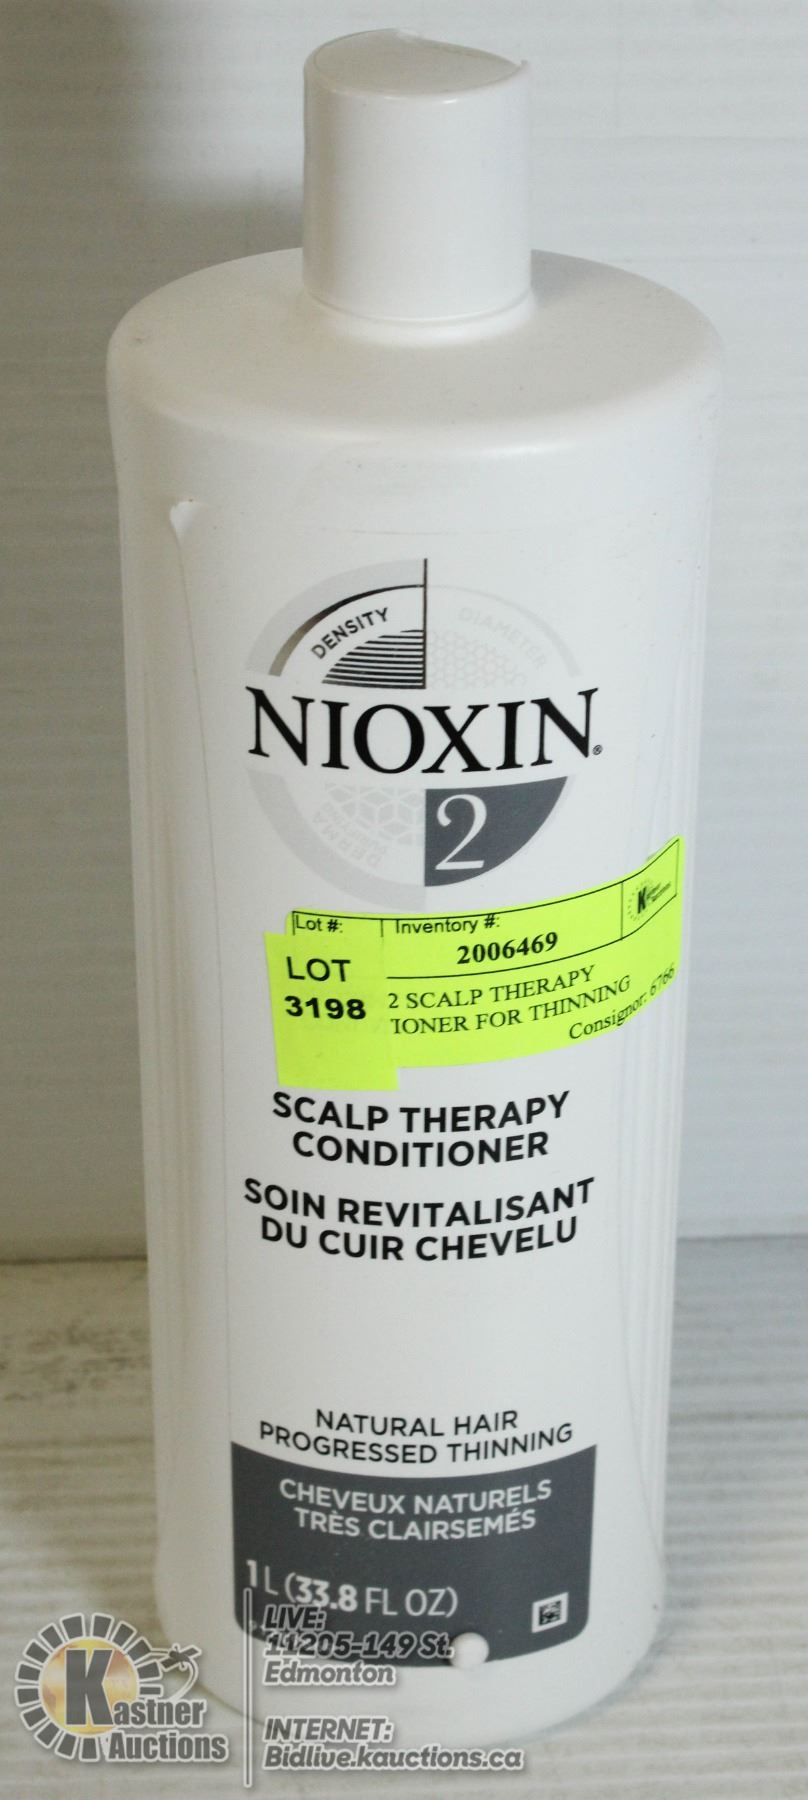 DENSITY
DIAMETER
NIOXIN®
DERMA
2
Lot #:
Inventory #:
2006469
LOT
3198
2 SCALP THERAPY
TIONER FOR THINNING
Consignor: 6766
SCALP THERAPY
CONDITIONER
SOIN REVITALISANT
DU CUIR CHEVELU
NATURAL HAIR
PROGRESSED THINNING
CHEVEUX NATURELS
TRÈS CLAIRSEMÉS
1 L (33.8 FL OZ)
Kastner
Auctions
LIVE:
11205-149 St.
Edmonton
INTERNET:
Bidlive.kauctions.ca